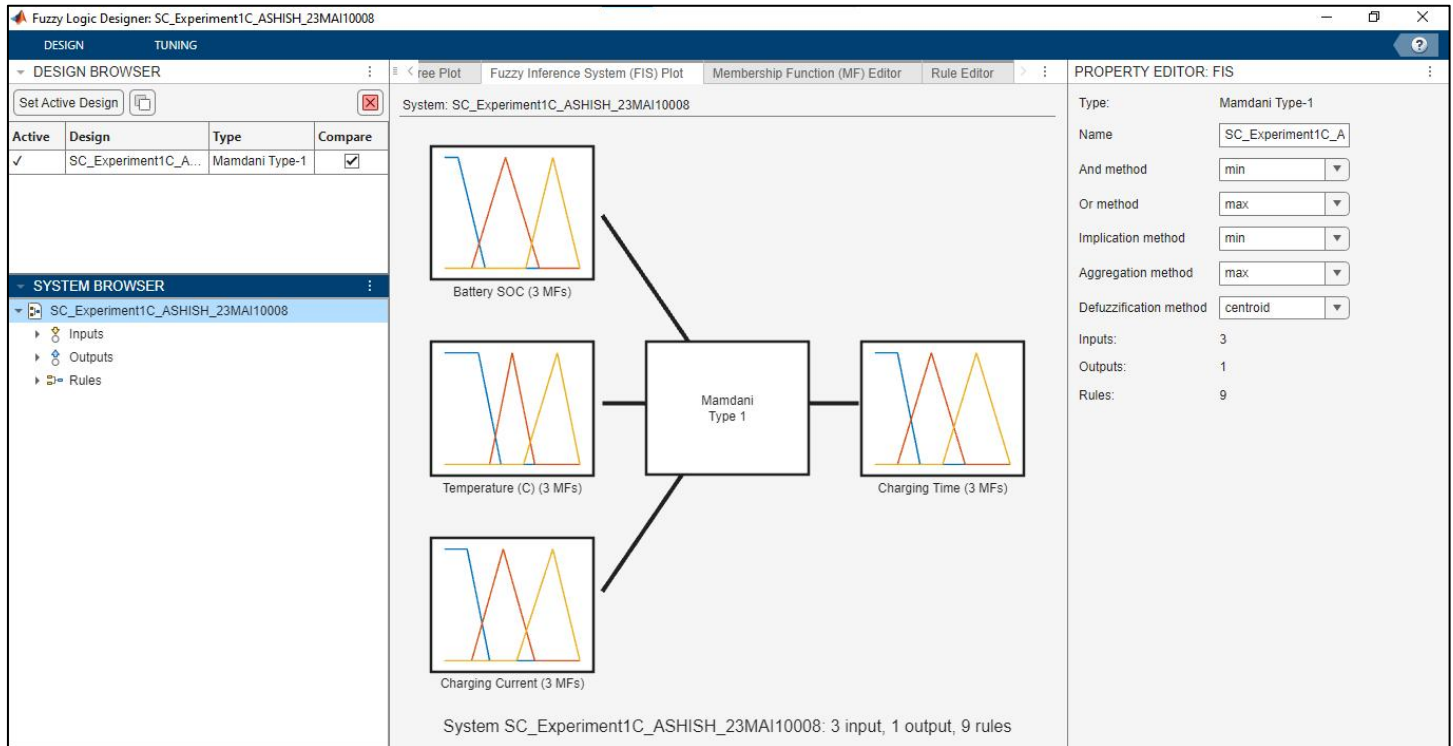 Fuzzy Logic Designer: SC_Experiment1C_ASHISH_23MAI10008
DESIGN TUNING
?
DESIGN BROWSER
Set Active Design
Active Design Type Compare
✓ SC_Experiment1C_A... Mamdani Type-1 ✓
SYSTEM BROWSER
SC_Experiment1C_ASHISH_23MAI10008
Inputs
Outputs
Rules
ree Plot Fuzzy Inference System (FIS) Plot Membership Function (MF) Editor Rule Editor
System: SC_Experiment1C_ASHISH_23MAI10008
Battery SOC (3 MFs)
Temperature (C) (3 MFs)
Charging Current (3 MFs)
Mamdani
Type 1
Charging Time (3 MFs)
System SC_Experiment1C_ASHISH_23MAI10008: 3 input, 1 output, 9 rules
PROPERTY EDITOR: FIS
Type: Mamdani Type-1
Name SC_Experiment1C_A
And method min
Or method max
Implication method min
Aggregation method max
Defuzzification method centroid
Inputs: 3
Outputs: 1
Rules: 9